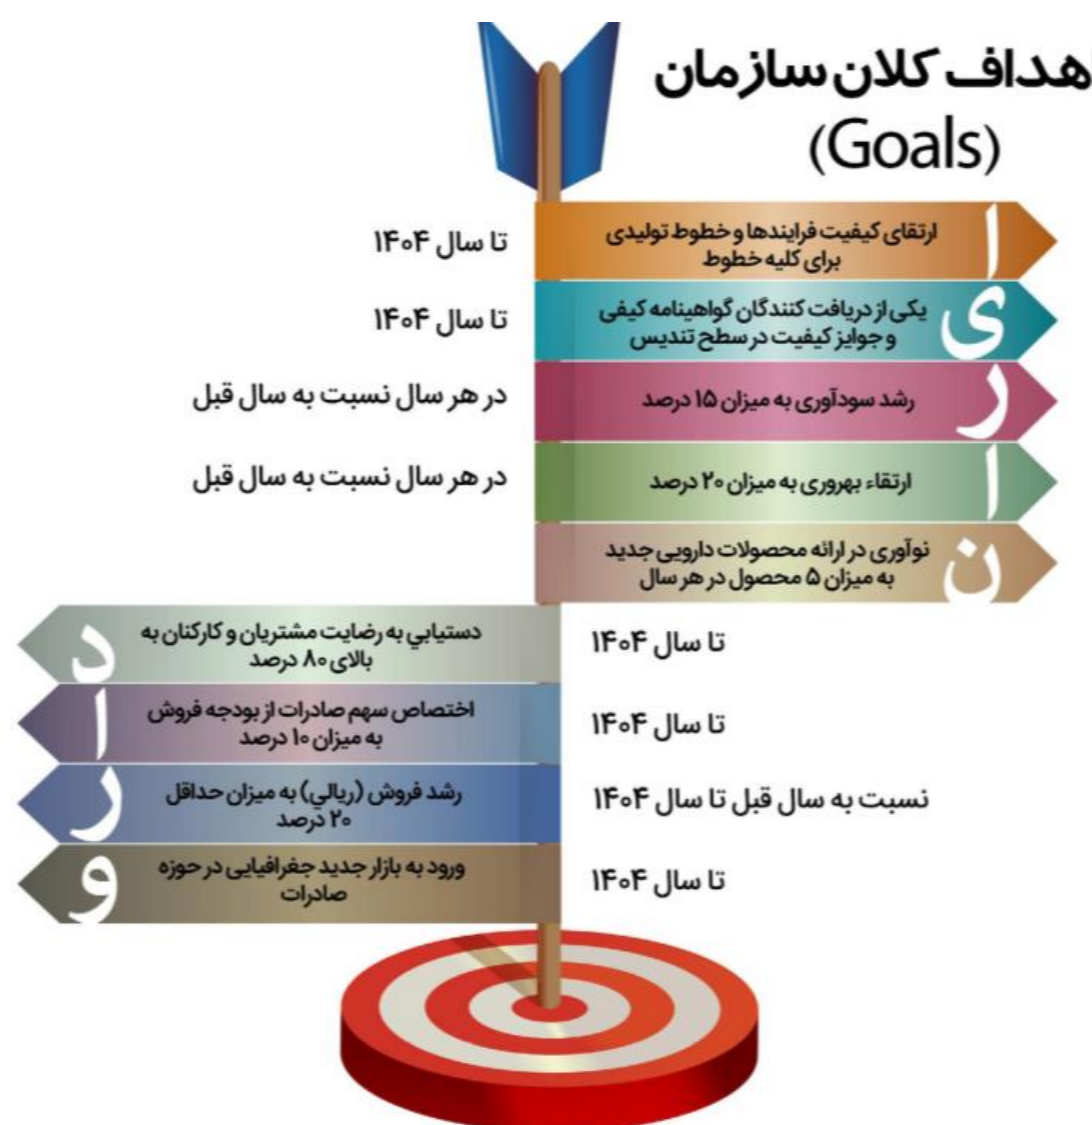 اهداف کلان سازمان
(Goals)
ا
ارتقای کیفیت فرایندها و خطوط تولیدی
برای کلیه خطوط
تا سال ۱۴۰۴
ی
یکی از دریافت کنندگان گواهینامه کیفی
و جوایز کیفیت در سطح تندیس
تا سال ۱۴۰۴
ر
رشد سودآوری به میزان ۱۵ درصد
در هر سال نسبت به سال قبل
ا
ارتقاء بهروری به میزان ۲۰ درصد
در هر سال نسبت به سال قبل
ن
نوآوری در ارائه محصولات دارویی جدید
به میزان ۵ محصول در هر سال
د
دستیابي به رضایت مشتریان و کارکنان به
بالای ۸۰ درصد
تا سال ۱۴۰۴
ا
اختصاص سهم صادرات از بودجه فروش
به میزان ۱۰ درصد
تا سال ۱۴۰۴
ر
رشد فروش (ریالي) به میزان حداقل
۲۰ درصد
نسبت به سال قبل تا سال ۱۴۰۴
و
ورود به بازار جدید جغرافیایی در حوزه
صادرات
تا سال ۱۴۰۴